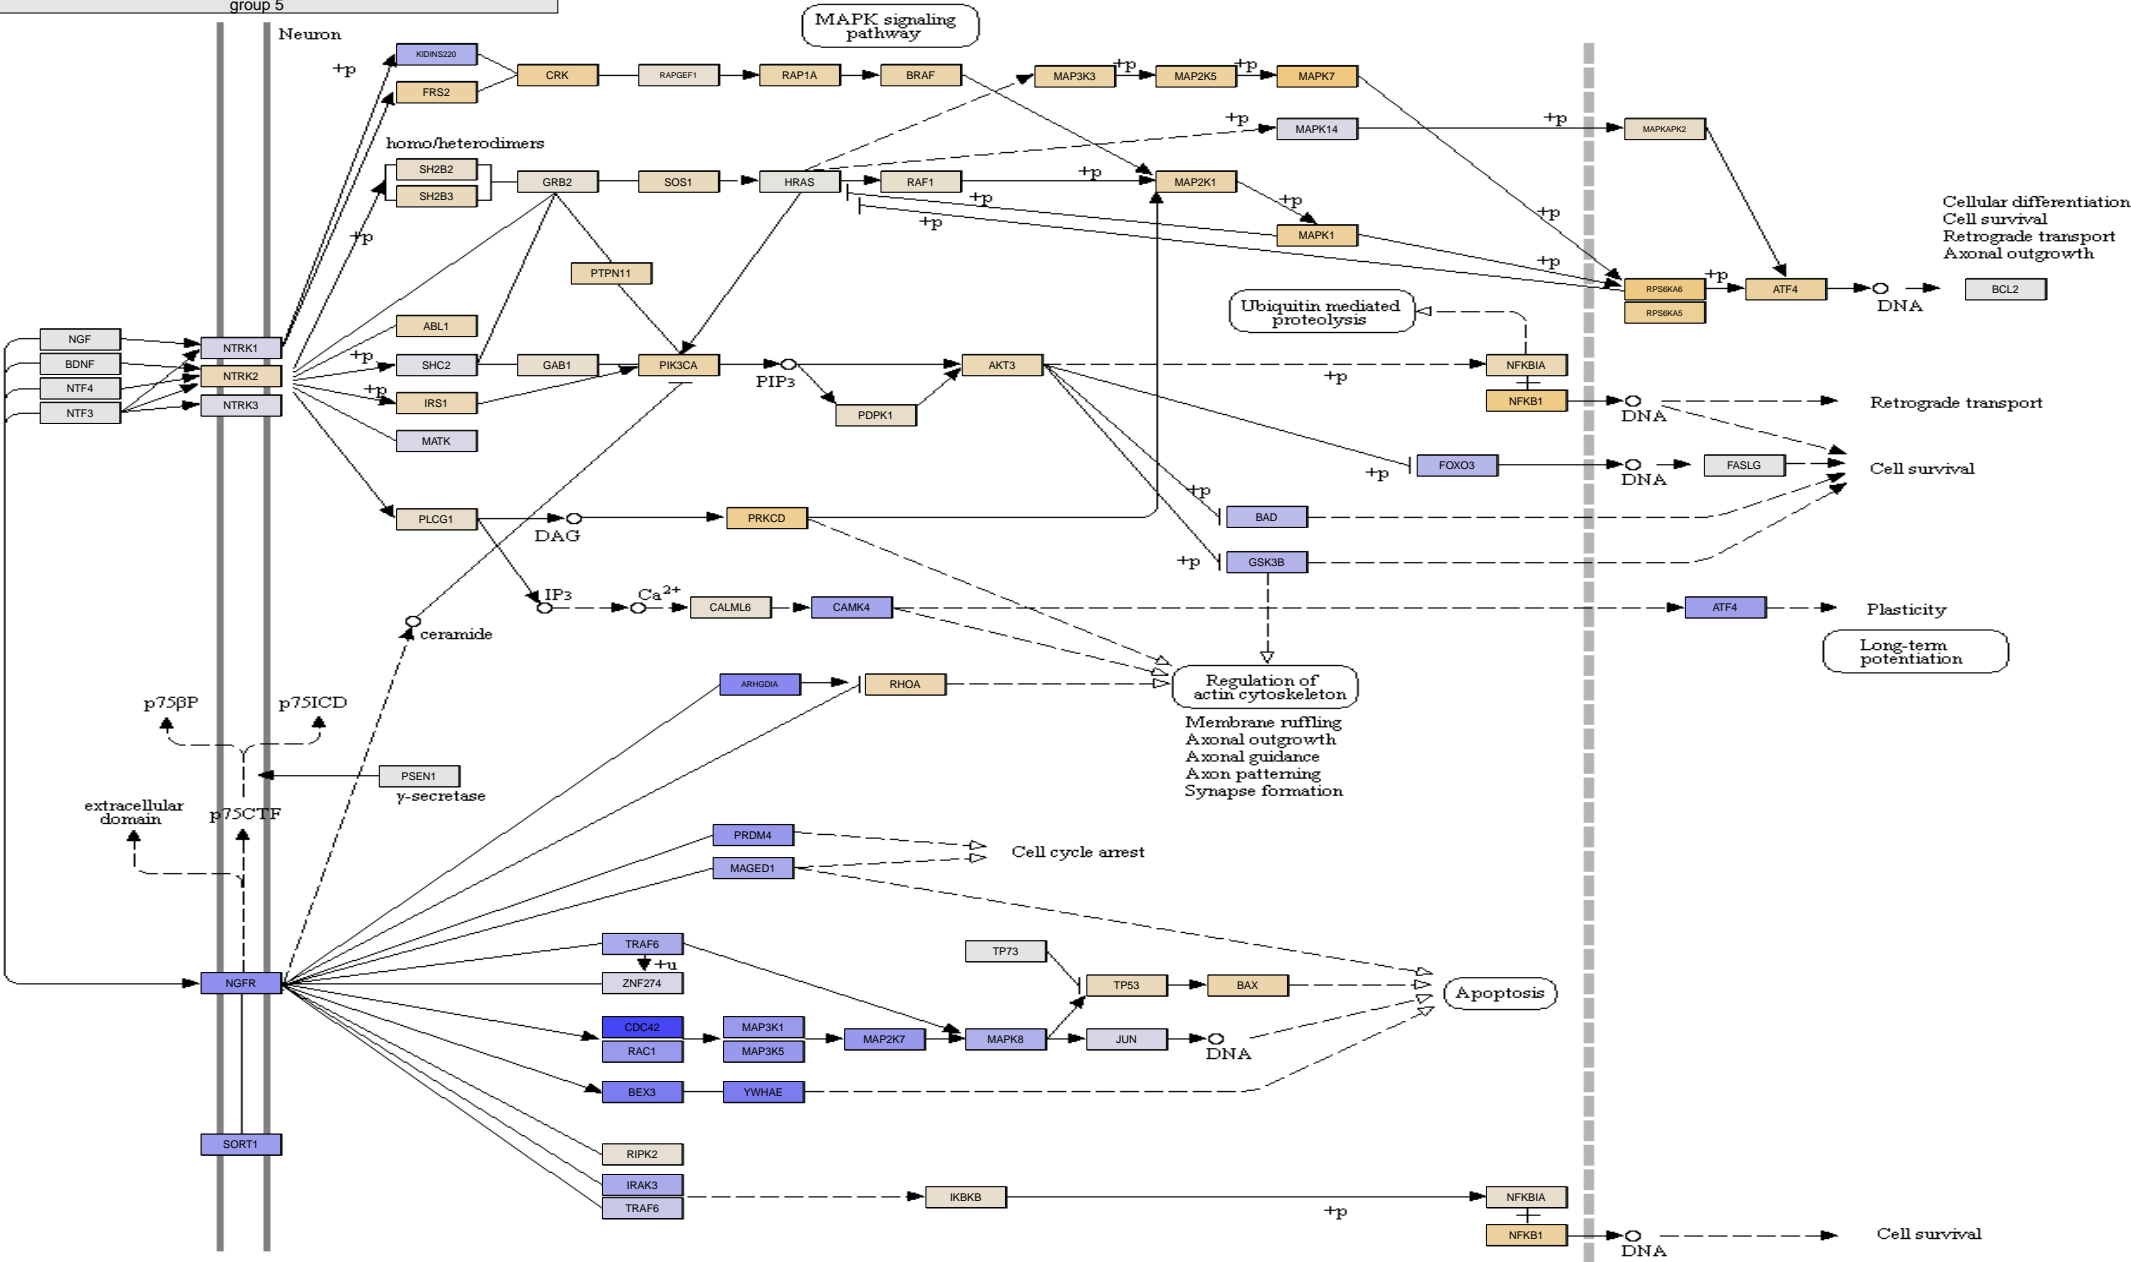 group 5
Neuron
MAPK signaling
pathway
+p
KIDINS220
FRS2
CRK
RAPGEF1
RAP1A
BRAF
MAP3K3
+p
MAP2K5
+p
MAPK7
+p
MAPK14
+p
MAPKAPK2
homo/heterodimers
SH2B2
SH2B3
GRB2
SOS1
HRAS
RAF1
+p
MAP2K1
+p
+p
+p
+p
MAPK1
+p
+p
Cellular differentiation
Cell survival
Retrograde transport
Axonal outgrowth
PTPN11
RPS6KA6
+p
ATF4
DNA
BCL2
RPS6KA5
Ubiquitin mediated
proteolysis
ABL1
NGF
BDNF
NTF4
NTF3
NTRK1
NTRK2
NTRK3
+p
SHC2
GAB1
PIK3CA
PIP3
AKT3
+p
NFKBIA
+p
IRS1
PDPK1
NFKB1
DNA
Retrograde transport
MATK
+p
FOXO3
DNA
FASLG
Cell survival
PLCG1
DAG
PRKCD
+p
BAD
+p
GSK3B
IP3
Ca2+
CALML6
CAMK4
ATF4
Plasticity
ceramide
Long-term
potentiation
ARHGDIA
RHOA
Regulation of
actin cytoskeleton
Membrane ruffling
Axonal outgrowth
Axonal guidance
Axon patterning
Synapse formation
p75βP
p75ICD
PSEN1
γ-secretase
extracellular
domain
p75CTF
PRDM4
MAGED1
Cell cycle arrest
TRAF6
+u
ZNF274
TP73
TP53
BAX
Apoptosis
NGFR
CDC42
RAC1
MAP3K1
MAP3K5
MAP2K7
MAPK8
JUN
DNA
BEX3
YWHAE
SORT1
RIPK2
IRAK3
TRAF6
IKBKB
+p
NFKBIA
NFKB1
DNA
Cell survival